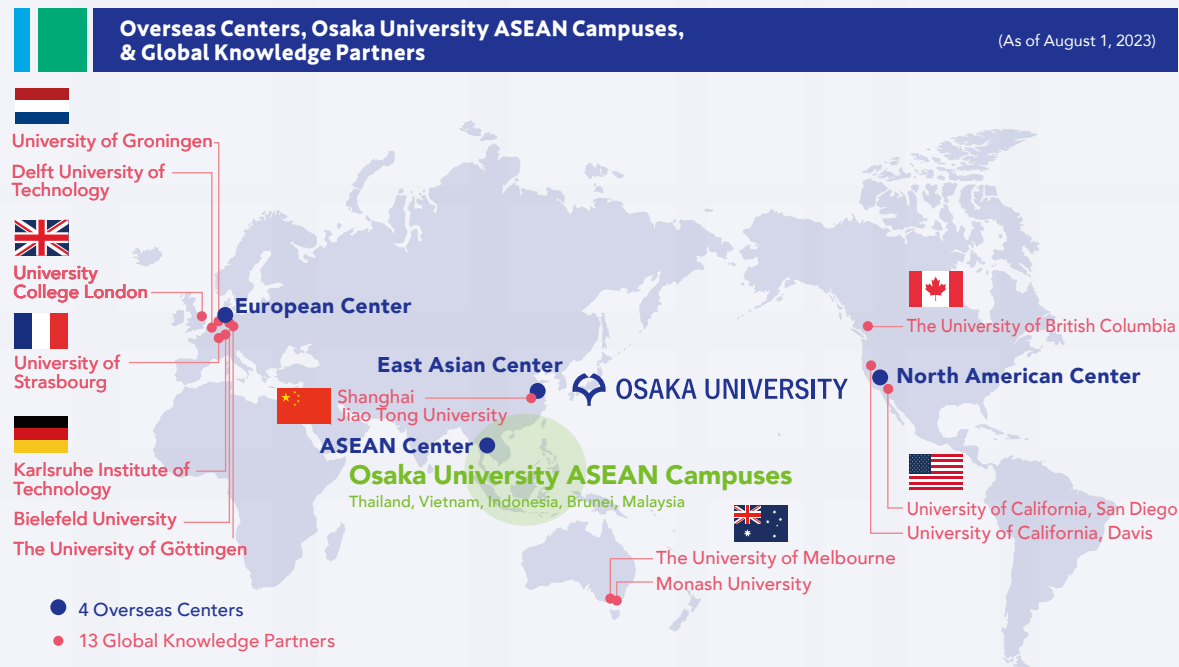 Overseas Centers, Osaka University ASEAN Campuses,
& Global Knowledge Partners
(As of August 1, 2023)
University of Groningen
Delft University of
Technology
University
College London
European Center
University of
Strasbourg
Karlsruhe Institute of
Technology
Bielefeld University
The University of Göttingen
East Asian Center
Shanghai
Jiao Tong University
OSAKA UNIVERSITY
ASEAN Center
Osaka University ASEAN Campuses
Thailand, Vietnam, Indonesia, Brunei, Malaysia
The University of Melbourne
Monash University
The University of British Columbia
North American Center
University of California, San Diego
University of California, Davis
4 Overseas Centers
13 Global Knowledge Partners